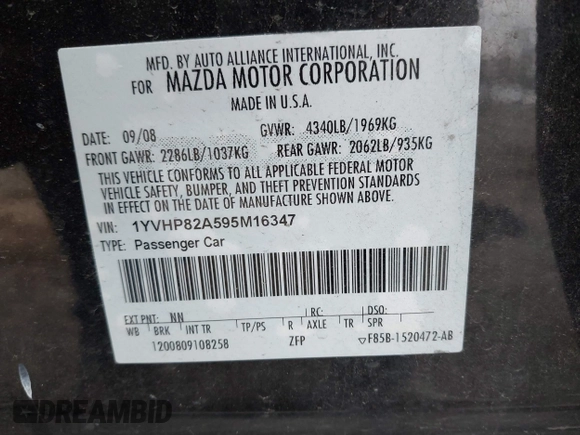 MFD. BY AUTO ALLIANCE INTERNATIONAL, INC.
FOR MAZDA MOTOR CORPORATION
MADE IN U.S.A.
DATE: 09/08 GVWR: 4340LB/1969KG
FRONT GAWR: 2286LB/1037KG REAR GAWR: 2062LB/935KG
THIS VEHICLE CONFORMS TO ALL APPLICABLE FEDERAL MOTOR
VEHICLE SAFETY, BUMPER, AND THEFT PREVENTION STANDARDS
IN EFFECT ON THE DATE OF MANUFACTURE SHOWN ABOVE.
VIN: 1YVHP82A595M16347
TYPE: Passenger Car
EXT PNT: NN RC: DSO:
WB BRK INT TR TP/PS R AXLE TR SPR
1200809108258 ZFP ▽F85B-1520472-AB
DREAMBID